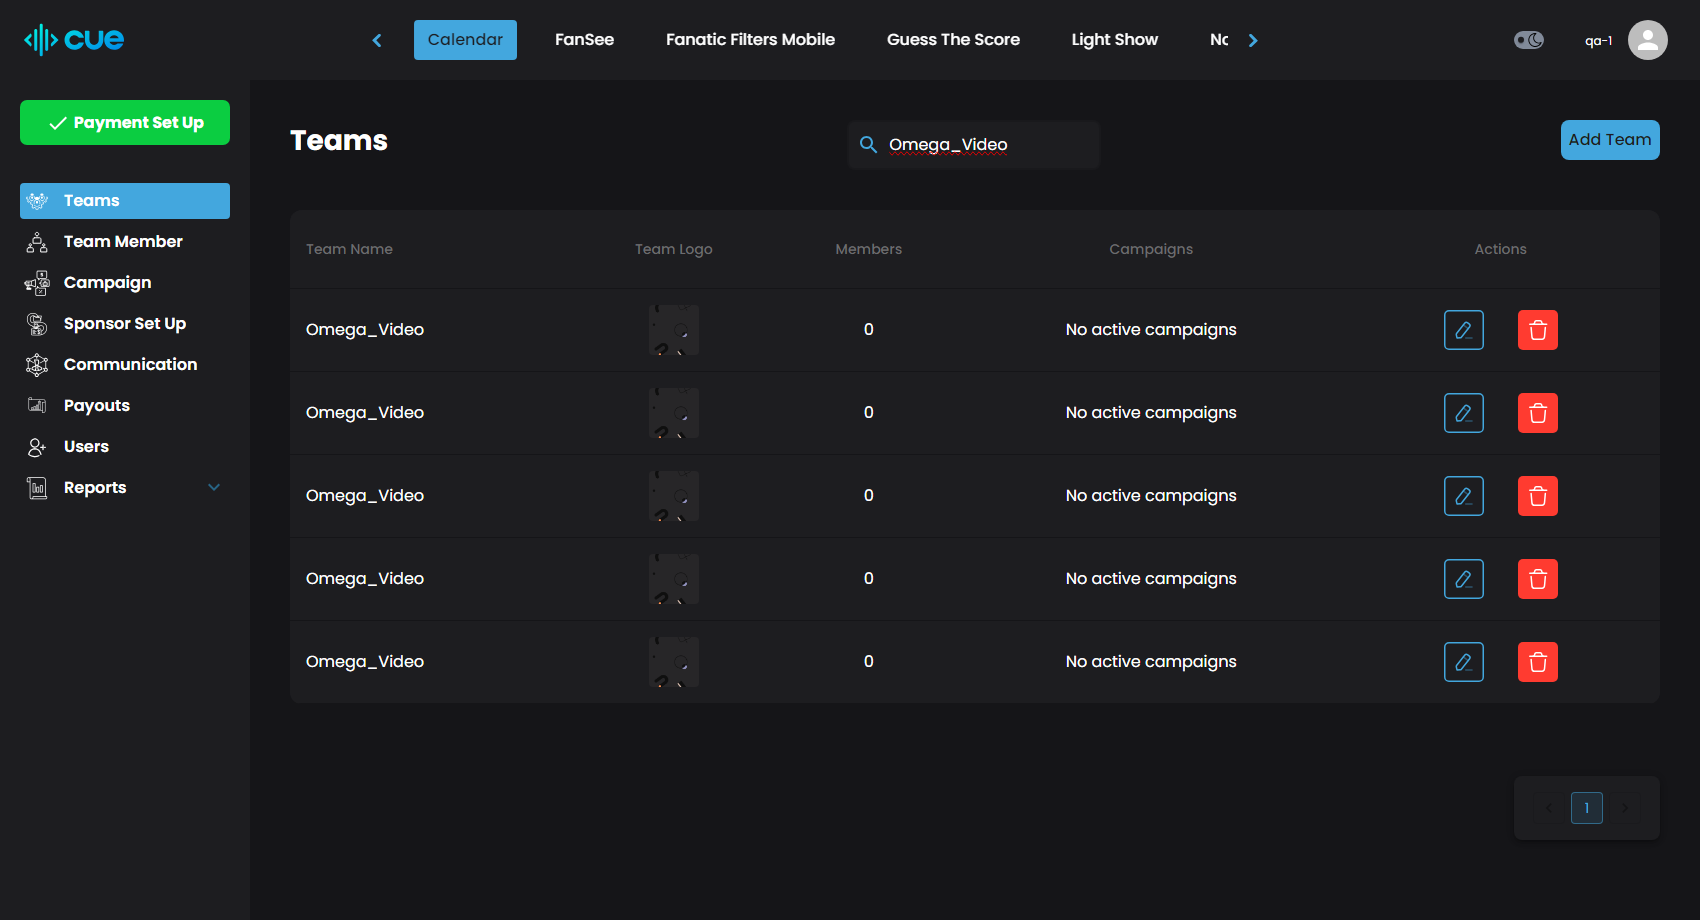 cue
Calendar
FanSee
Fanatic Filters Mobile
Guess The Score
Light Show
qa-1
Payment Set Up
Teams
Team Member
Campaign
Sponsor Set Up
Communication
Payouts
Users
Reports
Teams
Omega_Video
Add Team
Team Name Team Logo Members Campaigns Actions
Omega_Video 0 No active campaigns
Omega_Video 0 No active campaigns
Omega_Video 0 No active campaigns
Omega_Video 0 No active campaigns
Omega_Video 0 No active campaigns
1